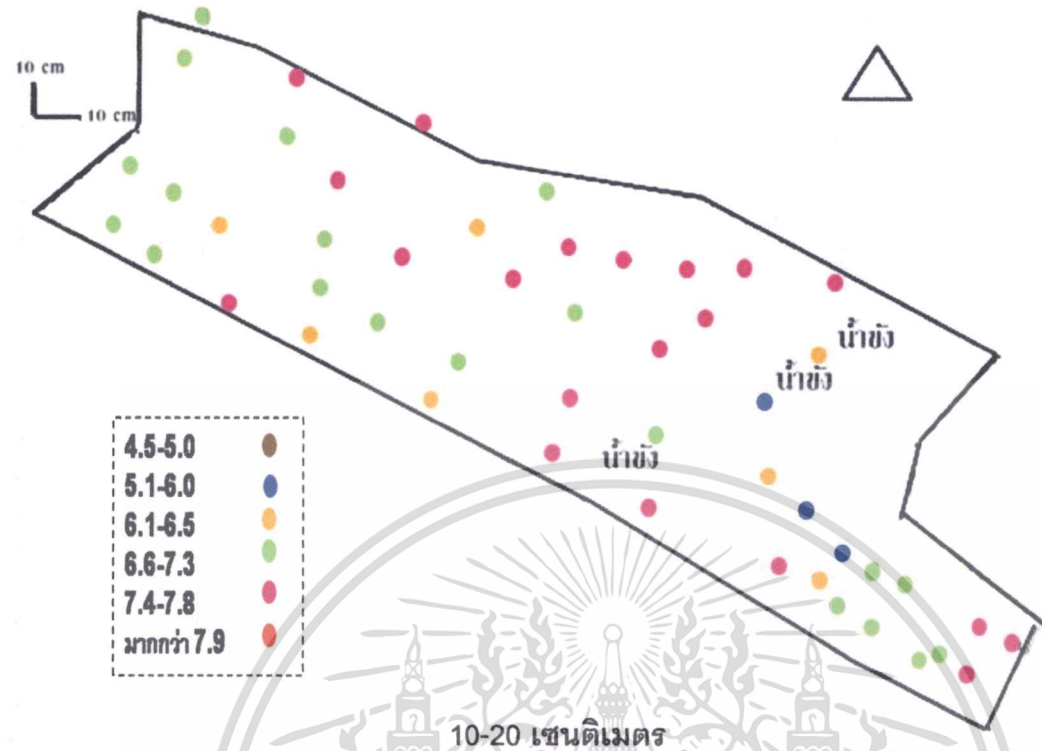 10 cm
10 cm
น้ำขัง
น้ำขัง
น้ำขัง
4.5-5.0
5.1-6.0
6.1-6.5
6.6-7.3
7.4-7.8
มากกว่า 7.9
10-20 เซนติเมตร